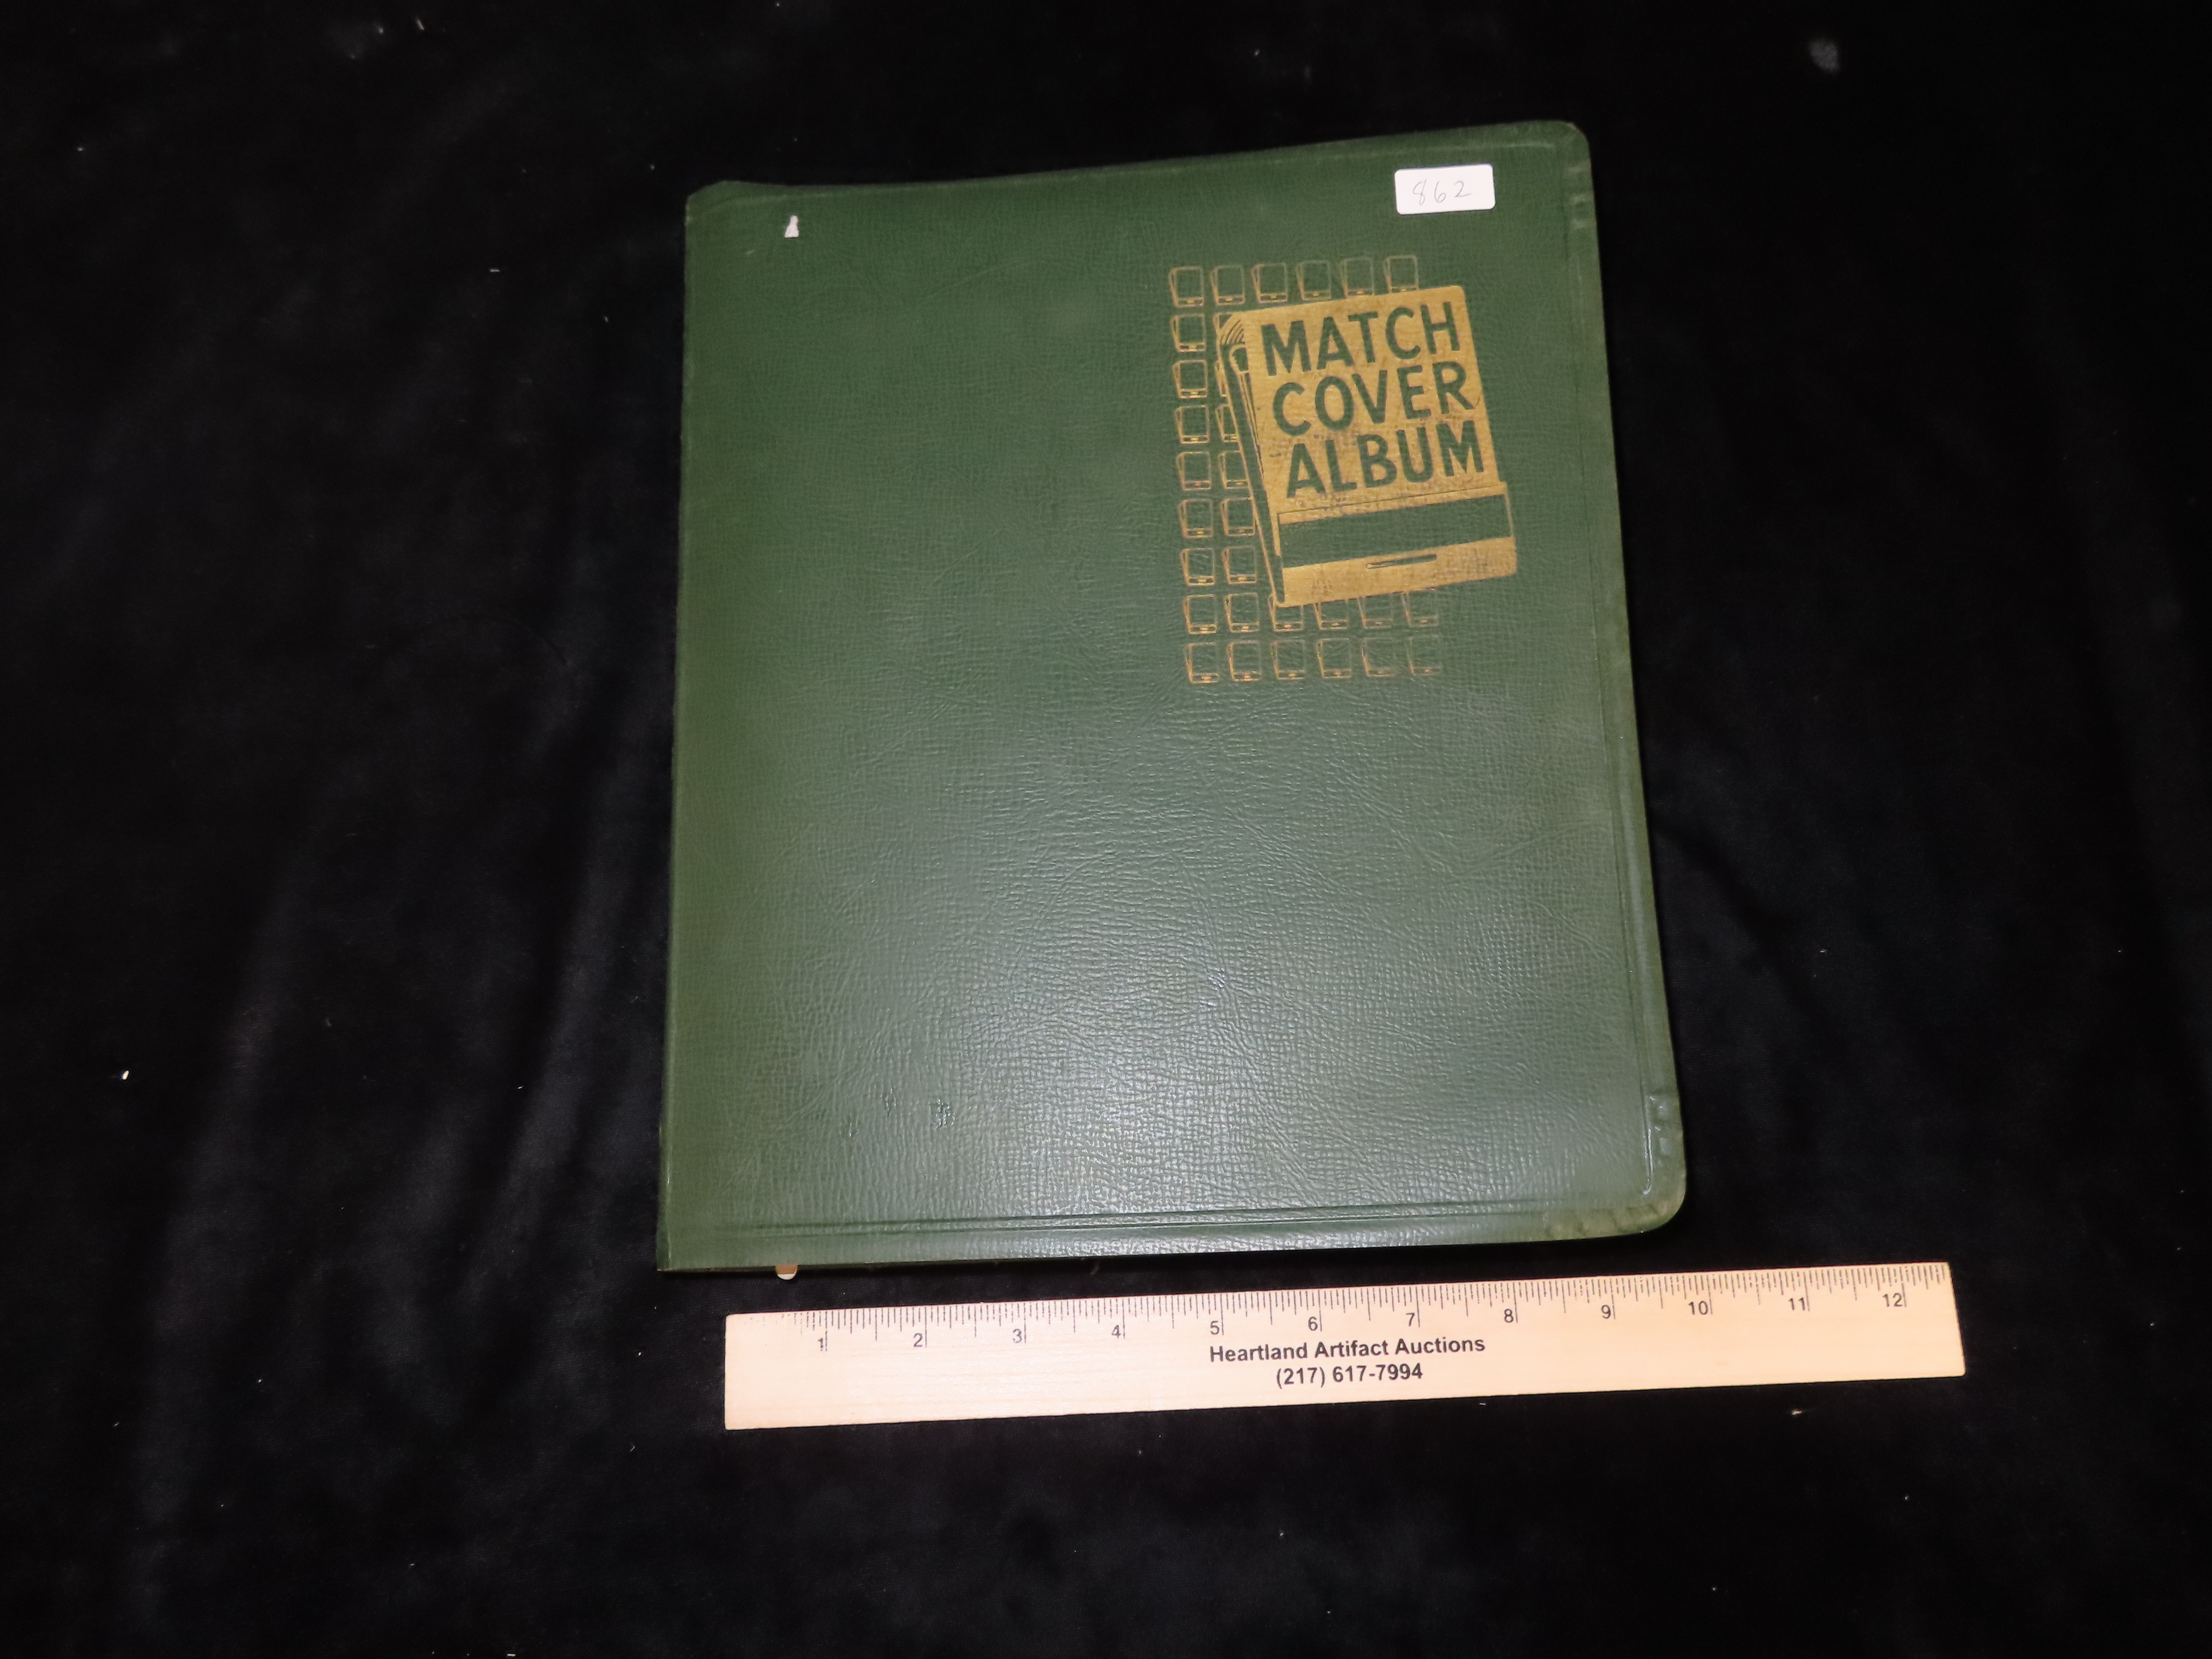 862
MATCH
COVER
ALBUM
1 2 3 4 5 6 7 8 9 10 11 12
Heartland Artifact Auctions
(217) 617-7994